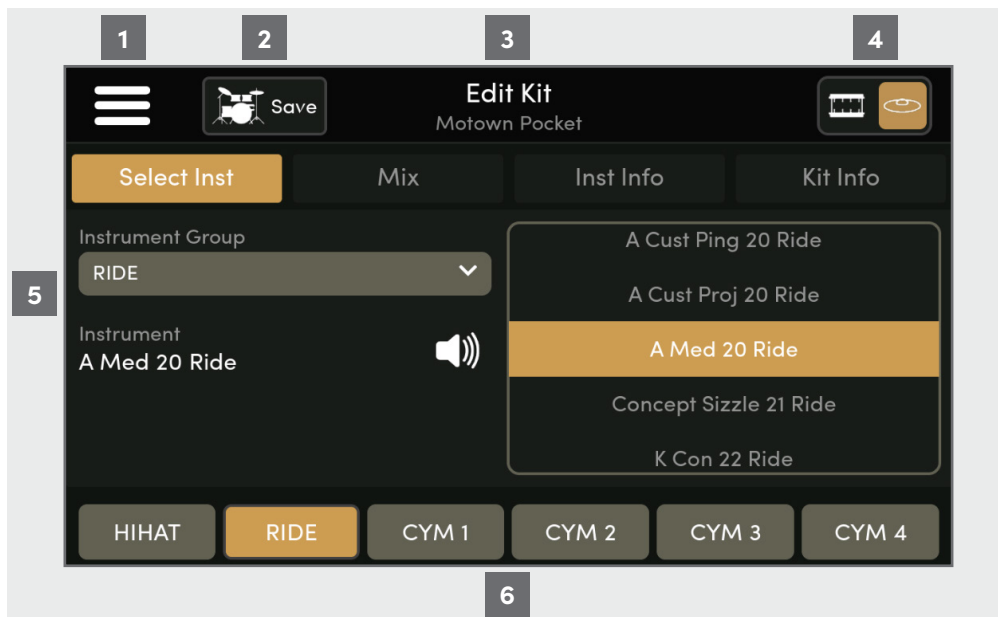 1
2
3
4
Save
Edit Kit
Motown Pocket
Select Inst
Mix
Inst Info
Kit Info
5
Instrument Group
RIDE
Instrument
A Med 20 Ride
A Cust Ping 20 Ride
A Cust Proj 20 Ride
A Med 20 Ride
Concept Sizzle 21 Ride
K Con 22 Ride
HIHAT
RIDE
CYM 1
CYM 2
CYM 3
CYM 4
6